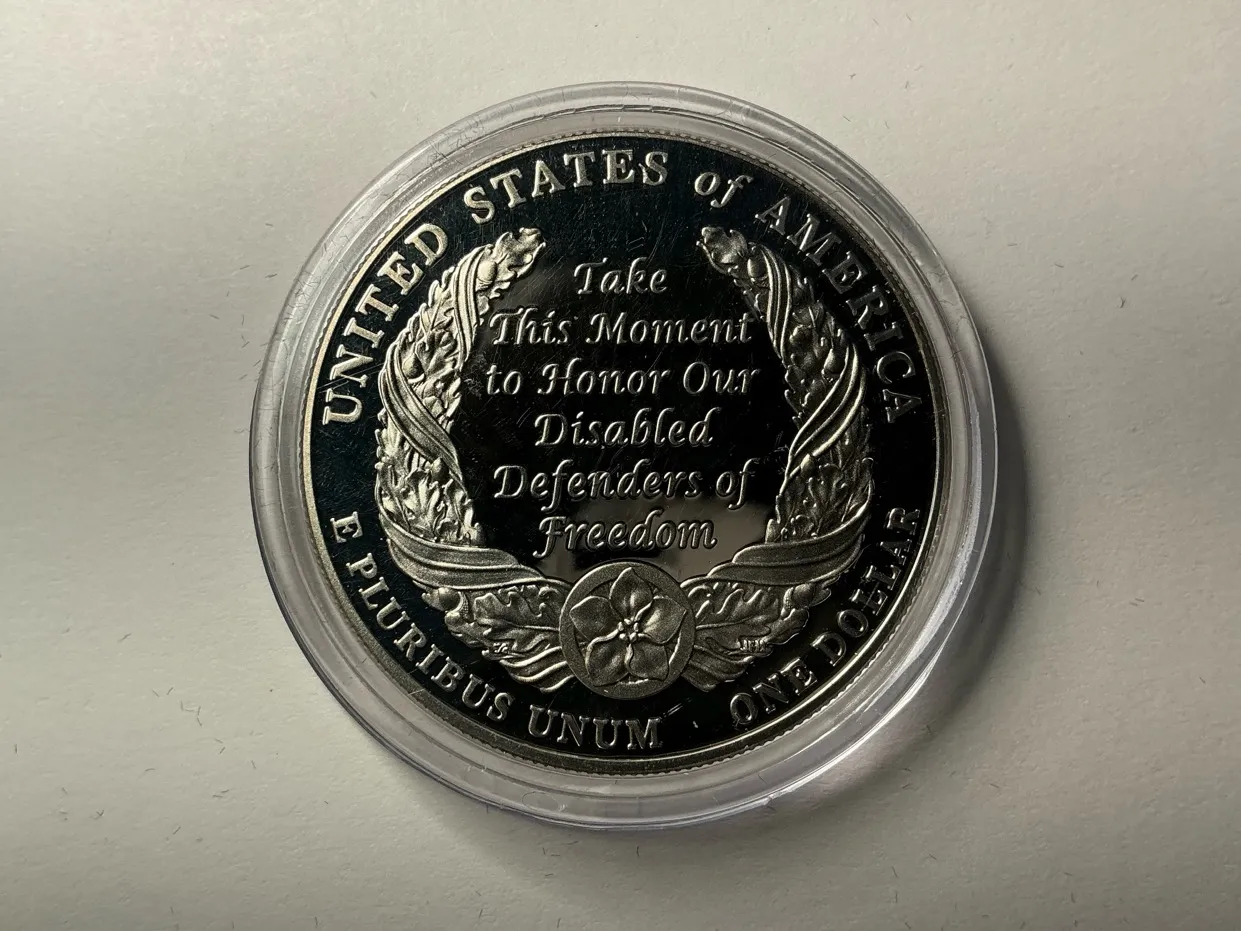 UNITED STATES of AMERICA
Take
This Moment
to Honor Our
Disabled
Defenders of
Freedom
E PLURIBUS UNUM · ONE DOLLAR